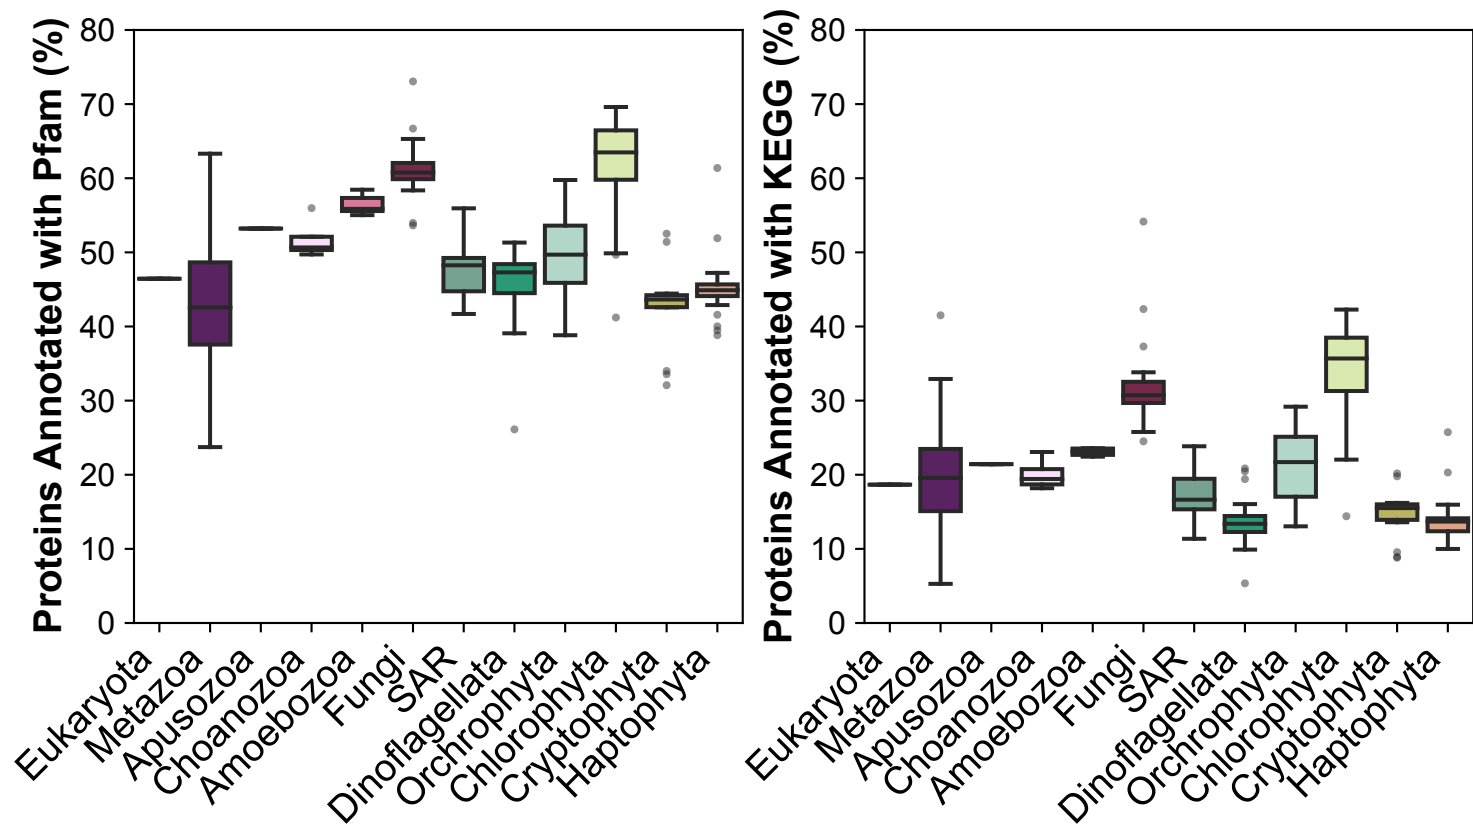 Proteins Annotated with Pfam (%)
80
70
60
50
40
30
20
10
0
Eukaryota
Metazoa
Apusozoa
Choanozoa
Amoebozoa
Fungi
SAR
Dinoflagellata
Orchrophyta
Chlorophyta
Cryptophyta
Haptophyta
Proteins Annotated with KEGG (%)
80
70
60
50
40
30
20
10
0
Eukaryota
Metazoa
Apusozoa
Choanozoa
Amoebozoa
Fungi
SAR
Dinoflagellata
Orchrophyta
Chlorophyta
Cryptophyta
Haptophyta